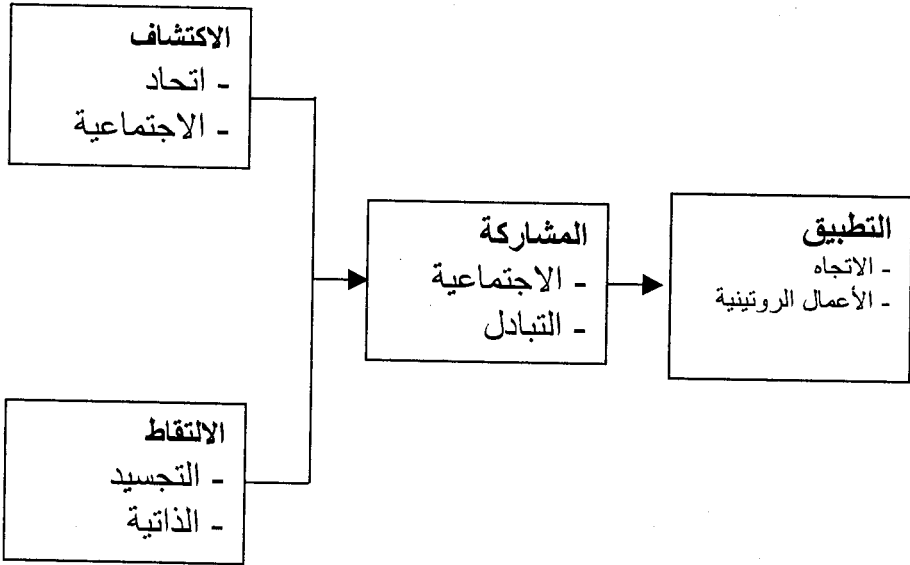 الاكتشاف
- اتحاد
- الاجتماعية
المشاركة
- الاجتماعية
- التبادل
التطبيق
- الاتجاه
- الأعمال الروتينية
الالتقاط
- التجسيد
- الذاتية